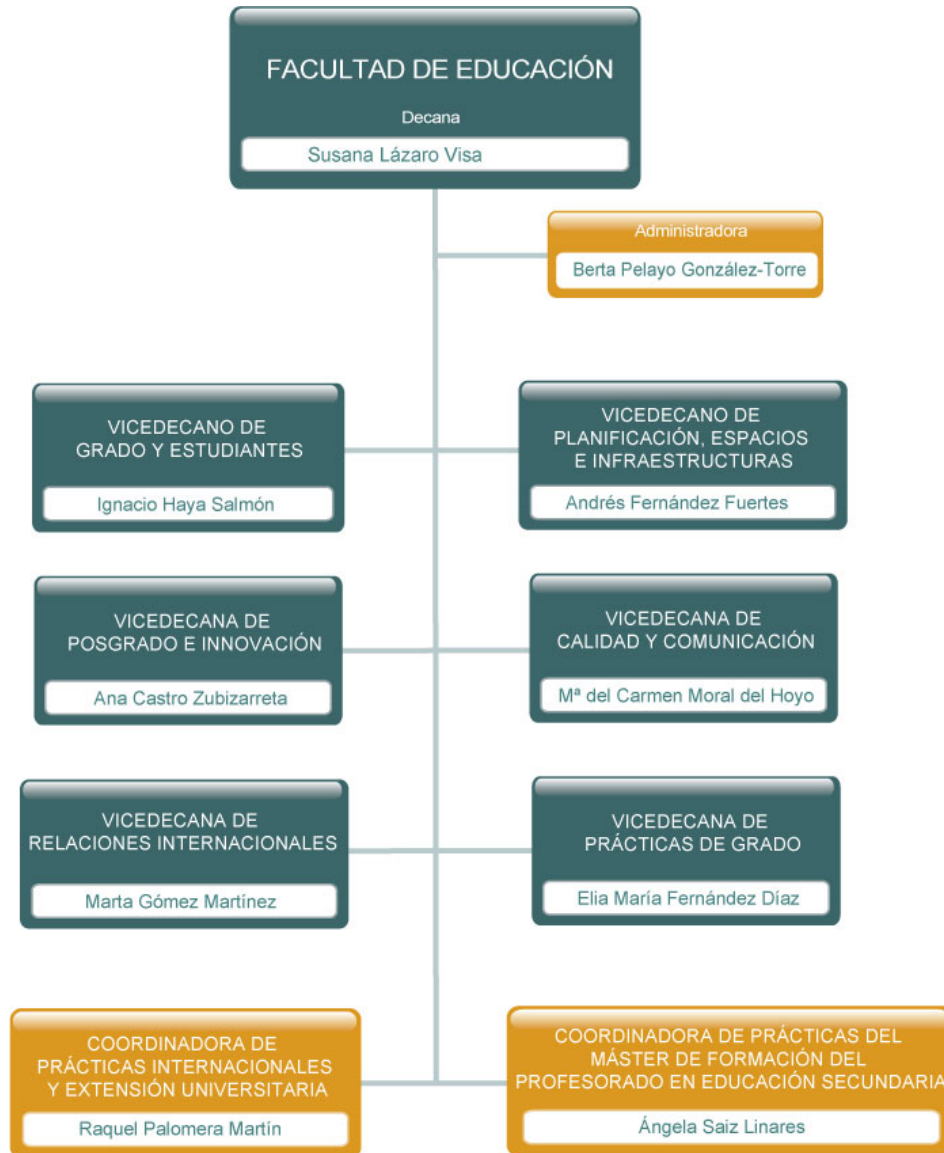 FACULTAD DE EDUCACIÓN
Decana
Susana Lázaro Visa
Administradora
Berta Pelayo González-Torre
VICEDECANO DE
GRADO Y ESTUDIANTES
Ignacio Haya Salmón
VICEDECANO DE
PLANIFICACIÓN, ESPACIOS
E INFRAESTRUCTURAS
Andrés Fernández Fuertes
VICEDECANA DE
POSGRADO E INNOVACIÓN
Ana Castro Zubizarreta
VICEDECANA DE
CALIDAD Y COMUNICACIÓN
Mª del Carmen Moral del Hoyo
VICEDECANA DE
RELACIONES INTERNACIONALES
Marta Gómez Martínez
VICEDECANA DE
PRÁCTICAS DE GRADO
Elia María Fernández Díaz
COORDINADORA DE
PRÁCTICAS INTERNACIONALES
Y EXTENSIÓN UNIVERSITARIA
Raquel Palomera Martín
COORDINADORA DE PRÁCTICAS DEL
MÁSTER DE FORMACIÓN DEL
PROFESORADO EN EDUCACIÓN SECUNDARIA
Ángela Saiz Linares